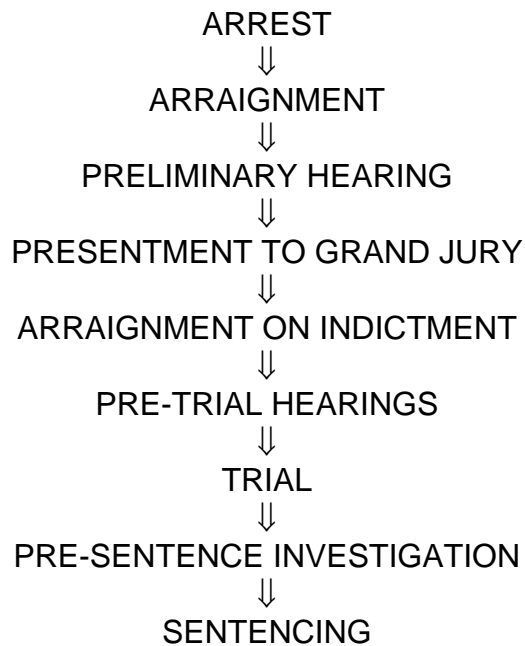 ARREST
⇓
ARRAIGNMENT
⇓
PRELIMINARY HEARING
⇓
PRESENTMENT TO GRAND JURY
⇓
ARRAIGNMENT ON INDICTMENT
⇓
PRE-TRIAL HEARINGS
⇓
TRIAL
⇓
PRE-SENTENCE INVESTIGATION
⇓
SENTENCING